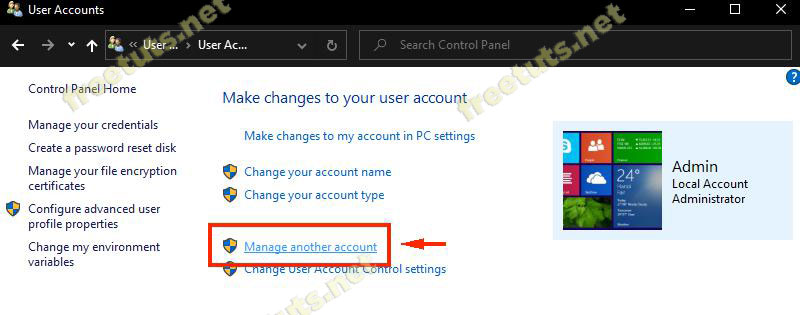 User Accounts
User ...
User Ac...
Search Control Panel
freetuts.net
freetuts.net
?
Control Panel Home
Manage your credentials
Create a password reset disk
Manage your file encryption
certificates
Configure advanced user
profile properties
Change my environment
variables
Make changes to your user account
Make changes to my account in PC settings
Change your account name
Change your account type
Manage another account
Change User Account Control settings
24°
Hanoi
Admin
Local Account
Administrator
freetuts.net
freetuts.net